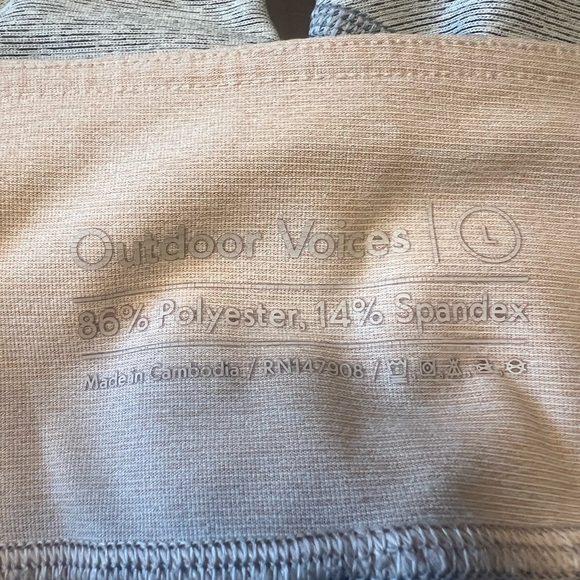 Outdoor Voices | L
86% Polyester, 14% Spandex
Made in Cambodia / RN147908 /